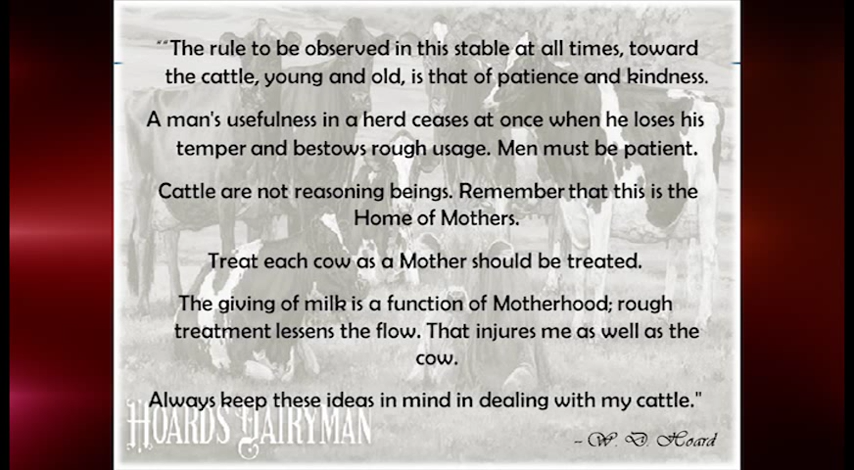 ““The rule to be observed in this stable at all times, toward
the cattle, young and old, is that of patience and kindness.
A man's usefulness in a herd ceases at once when he loses his
temper and bestows rough usage. Men must be patient.
Cattle are not reasoning beings. Remember that this is the
Home of Mothers.
Treat each cow as a Mother should be treated.
The giving of milk is a function of Motherhood; rough
treatment lessens the flow. That injures me as well as the
cow.
Always keep these ideas in mind in dealing with my cattle."
HOARDS DAIRYMAN
– W. D. Hoard